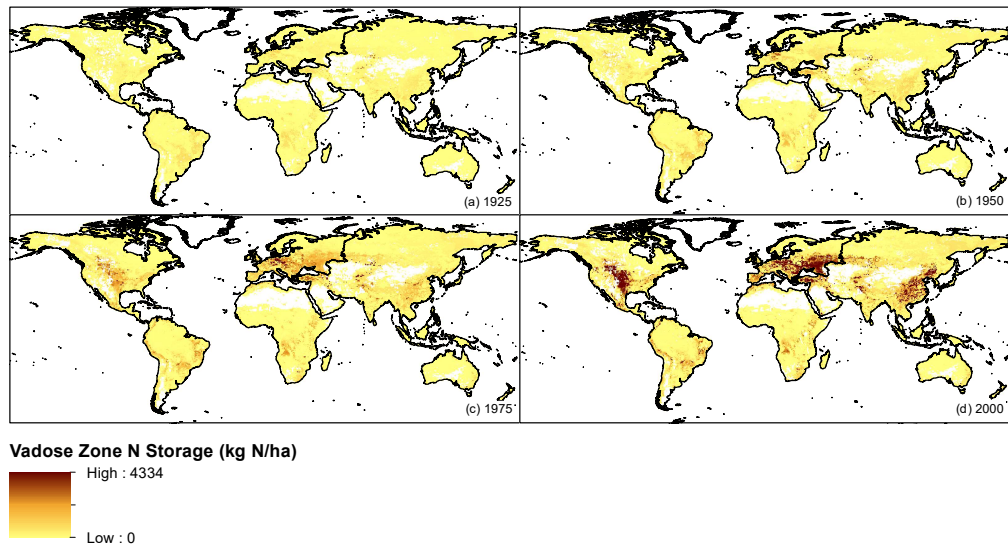 (a) 1925
(b) 1950
(c) 1975
(d) 2000
Vadose Zone N Storage (kg N/ha)
High : 4334
Low : 0